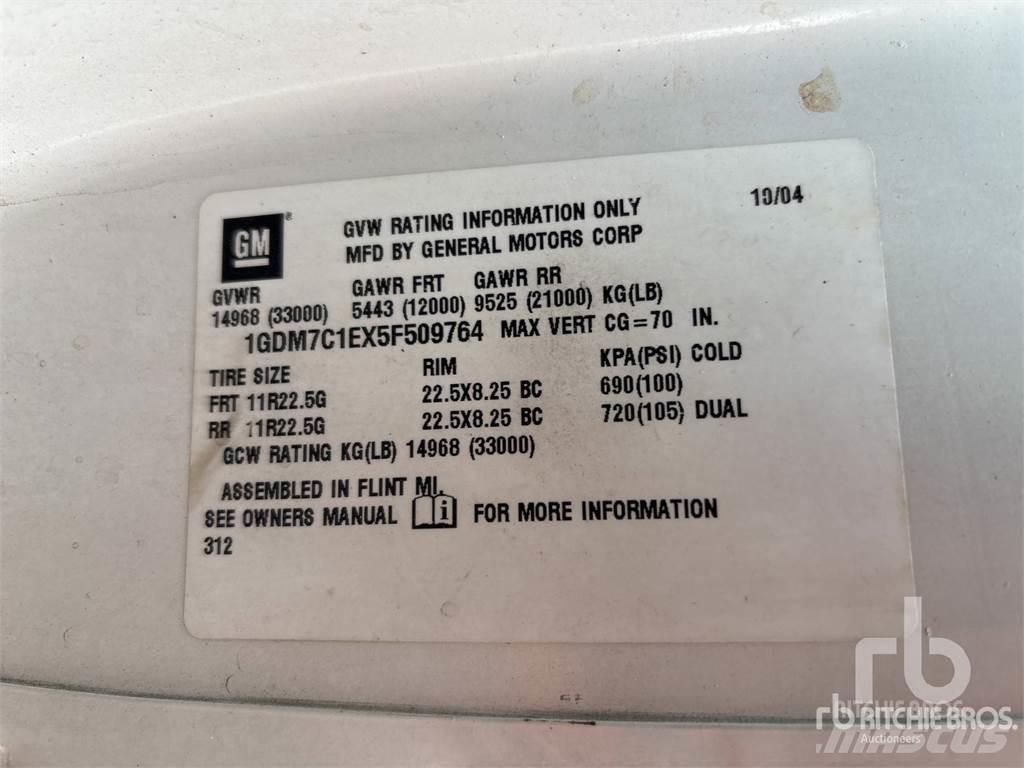 GM ®
GVW RATING INFORMATION ONLY 10/04
MFD BY GENERAL MOTORS CORP
GVWR GAWR FRT GAWR RR
14968 (33000) 5443 (12000) 9525 (21000) KG(LB)
1GDM7C1EX5F509764 MAX VERT CG=70 IN.
TIRE SIZE RIM KPA(PSI) COLD
FRT 11R22.5G 22.5X8.25 BC 690(100)
RR 11R22.5G 22.5X8.25 BC 720(105) DUAL
GCW RATING KG(LB) 14968 (33000)
ASSEMBLED IN FLINT MI.
SEE OWNERS MANUAL i FOR MORE INFORMATION
312
rb
rb RITCHIE BROS.
Auctioneers
Mascus